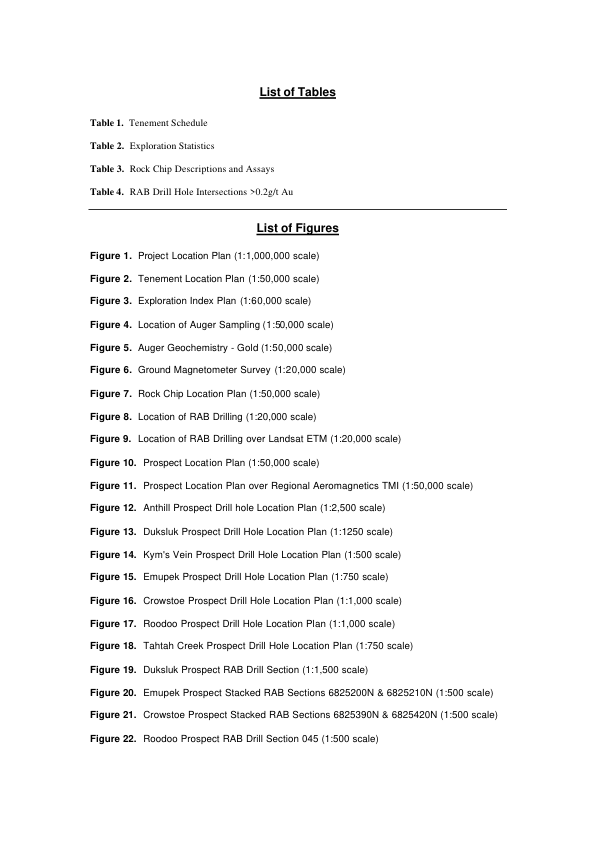 List of Tables
Table 1. Tenement Schedule
Table 2. Exploration Statistics
Table 3. Rock Chip Descriptions and Assays
Table 4. RAB Drill Hole Intersections >0.2g/t Au
List of Figures
Figure 1. Project Location Plan (1:1,000,000 scale)
Figure 2. Tenement Location Plan (1:50,000 scale)
Figure 3. Exploration Index Plan (1:60,000 scale)
Figure 4. Location of Auger Sampling (1:50,000 scale)
Figure 5. Auger Geochemistry - Gold (1:50,000 scale)
Figure 6. Ground Magnetometer Survey (1:20,000 scale)
Figure 7. Rock Chip Location Plan (1:50,000 scale)
Figure 8. Location of RAB Drilling (1:20,000 scale)
Figure 9. Location of RAB Drilling over Landsat ETM (1:20,000 scale)
Figure 10. Prospect Location Plan (1:50,000 scale)
Figure 11. Prospect Location Plan over Regional Aeromagnetics TMI (1:50,000 scale)
Figure 12. Anthill Prospect Drill hole Location Plan (1:2,500 scale)
Figure 13. Duksluk Prospect Drill Hole Location Plan (1:1250 scale)
Figure 14. Kym's Vein Prospect Drill Hole Location Plan (1:500 scale)
Figure 15. Emupek Prospect Drill Hole Location Plan (1:750 scale)
Figure 16. Crowstoe Prospect Drill Hole Location Plan (1:1,000 scale)
Figure 17. Roodoo Prospect Drill Hole Location Plan (1:1,000 scale)
Figure 18. Tahtah Creek Prospect Drill Hole Location Plan (1:750 scale)
Figure 19. Duksluk Prospect RAB Drill Section (1:1,500 scale)
Figure 20. Emupek Prospect Stacked RAB Sections 6825200N & 6825210N (1:500 scale)
Figure 21. Crowstoe Prospect Stacked RAB Sections 6825390N & 6825420N (1:500 scale)
Figure 22. Roodoo Prospect RAB Drill Section 045 (1:500 scale)